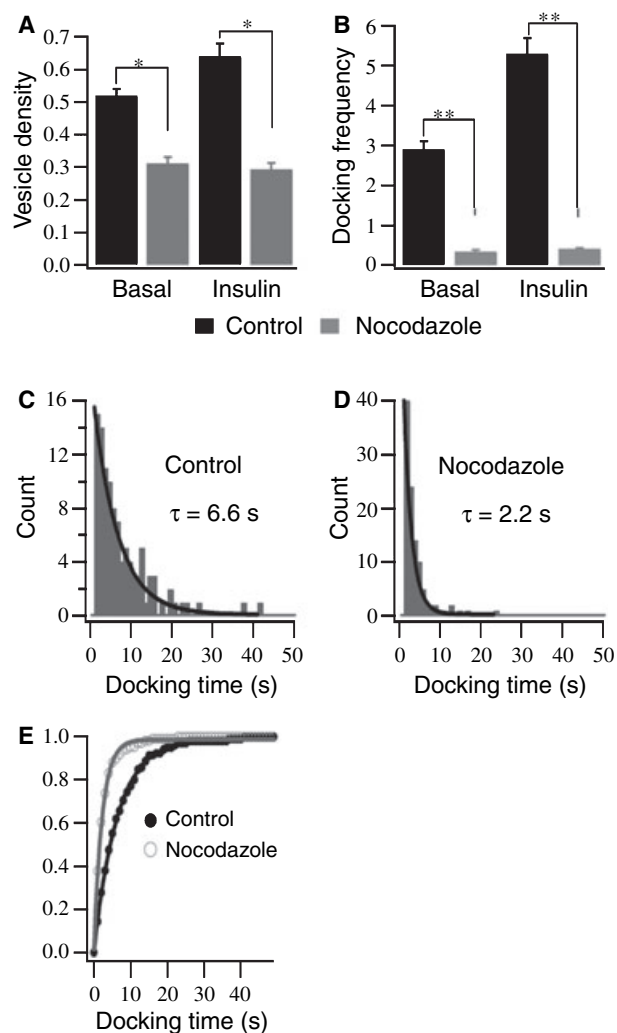 A
B
Vesicle density
0.7
0.6
0.5
0.4
0.3
0.2
0.1
0.0
*
*
Basal
Insulin
Docking frequency
6
5
4
3
2
1
0
**
**
Basal
Insulin
Control
Nocodazole
C
Count
16
12
8
4
0
Control
τ = 6.6 s
0 10 20 30 40 50
Docking time (s)
D
Count
40
30
20
10
0
Nocodazole
τ = 2.2 s
0 10 20 30 40 50
Docking time (s)
E
1.0
0.8
0.6
0.4
0.2
0.0
Control
Nocodazole
0 10 20 30 40
Docking time (s)